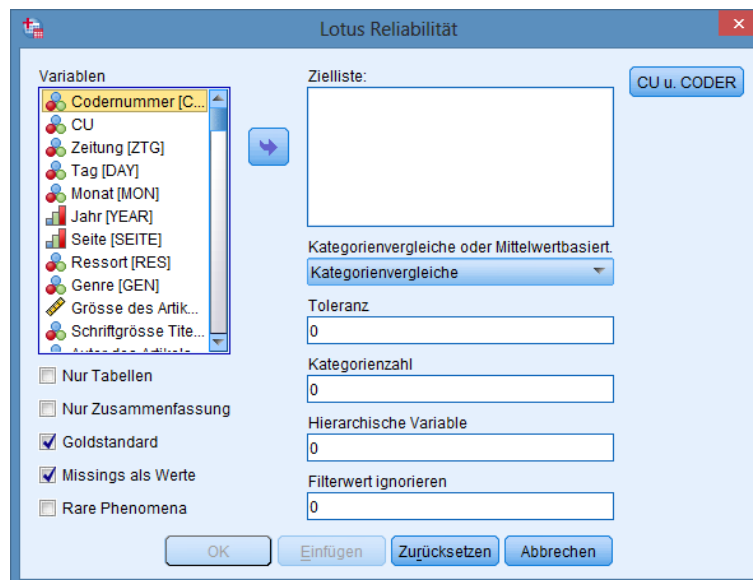 Lotus Reliabilität
Variablen
Codernummer [C...
CU
Zeitung [ZTG]
Tag [DAY]
Monat [MON]
Jahr [YEAR]
Seite [SEITE]
Ressort [RES]
Genre [GEN]
Grösse des Artik...
Schriftgrösse Tite...
Nur Tabellen
Nur Zusammenfassung
Goldstandard
Missings als Werte
Rare Phenomena
Zielliste:
CU u. CODER
Kategorienvergleiche oder Mittelwertbasiert.
Kategorienvergleiche
Toleranz
0
Kategorienzahl
0
Hierarchische Variable
0
Filterwert ignorieren
0
OK
Einfügen
Zurücksetzen
Abbrechen